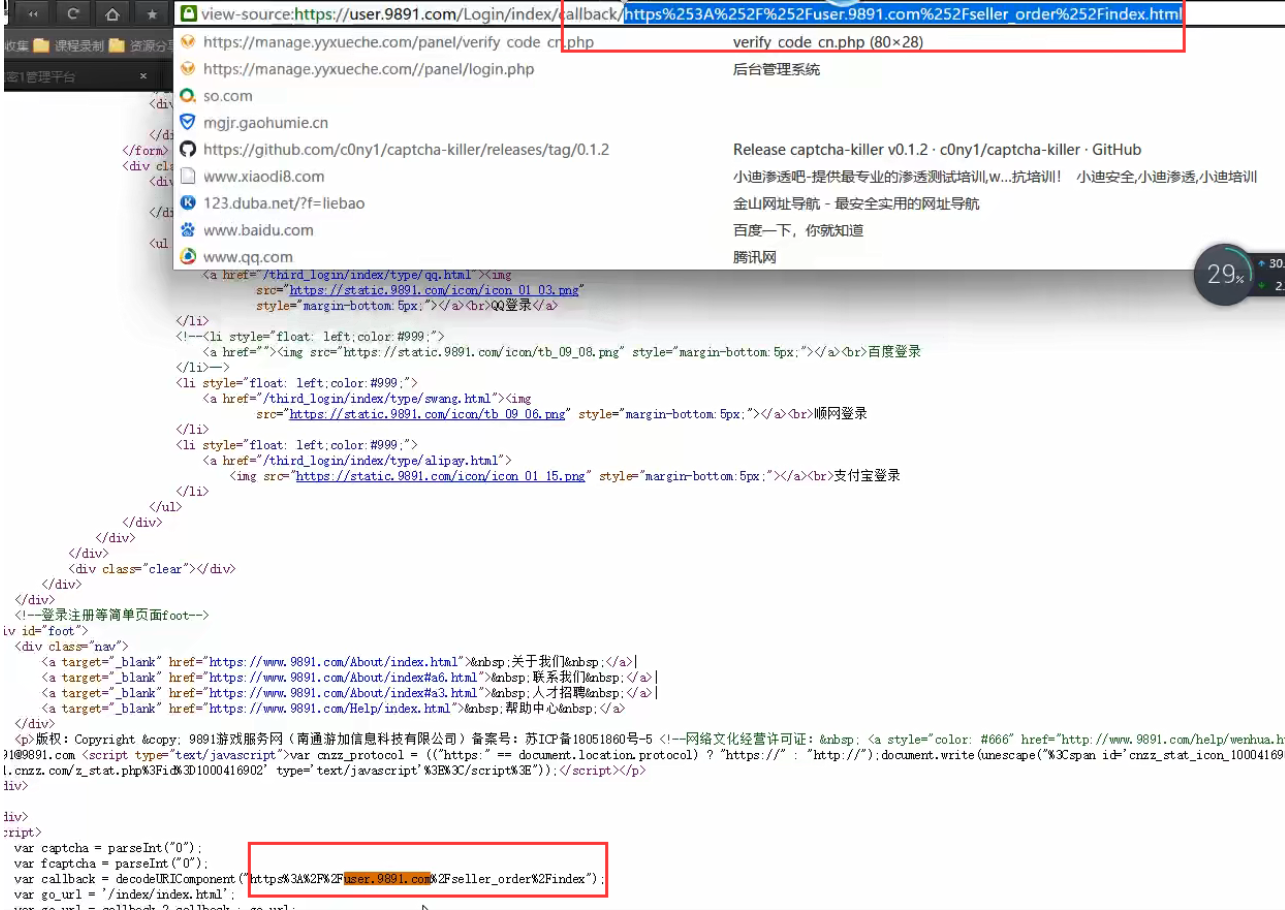 view-source:https://user.9891.com/Login/index/callback/https%253A%252F%252Fuser.9891.com%252Fseller_order%252Findex.html
收集 课程录制 资源分
https://manage.yyxueche.com/panel/verify_code_cn.php verify_code_cn.php (80×28)
管理平台 × https://manage.yyxueche.com//panel/login.php 后台管理系统
so.com
<div
mgjr.gaohumie.cn
</di
</form> https://github.com/c0ny1/captcha-killer/releases/tag/0.1.2 Release captcha-killer v0.1.2 · c0ny1/captcha-killer · GitHub
<div cla
<div www.xiaodi8.com 小迪渗透吧-提供最专业的渗透测试培训,w...抗培训! 小迪安全,小迪渗透,小迪培训
123.duba.net/?f=liebao 金山网址导航 - 最安全实用的网址导航
</di
www.baidu.com 百度一下，你就知道
<ul
www.qq.com 腾讯网
<a href="/third_login/index/type/qq.html"><img
src="https://static.9891.com/icon/icon_01_03.png"
style="margin-bottom:5px;"></a><br>QQ登录</a>
29%
30.
2.
</li>
<!--<li style="float: left;color:#999;">
<a href=""><img src="https://static.9891.com/icon/tb_09_08.png" style="margin-bottom:5px;"></a><br>百度登录
</li>-->
<li style="float: left;color:#999;">
<a href="/third_login/index/type/swang.html"><img
src="https://static.9891.com/icon/tb_09_06.png" style="margin-bottom:5px;"></a><br>顺网登录
</li>
<li style="float: left;color:#999;">
<a href="/third_login/index/type/alipay.html">
<img src="https://static.9891.com/icon/icon_01_15.png" style="margin-bottom:5px;"></a><br>支付宝登录
</li>
</ul>
</div>
</div>
</div>
<div class="clear"></div>
</div>
</div>
<!--登录注册等简单页面foot-->
iv id="foot">
<div class="nav">
<a target="_blank" href="https://www.9891.com/About/index.html">&nbsp;关于我们&nbsp;</a>|
<a target="_blank" href="https://www.9891.com/About/index#a6.html">&nbsp;联系我们&nbsp;</a>|
<a target="_blank" href="https://www.9891.com/About/index#a3.html">&nbsp;人才招聘&nbsp;</a>|
<a target="_blank" href="https://www.9891.com/Help/index.html">&nbsp;帮助中心&nbsp;</a>
</div>
<p>版权：Copyright &copy; 9891游戏服务网（南通游加信息科技有限公司）备案号：苏ICP备18051860号-5 <!--网络文化经营许可证：&nbsp; <a style="color: #666" href="http://www.9891.com/help/wenhua.h
91@9891.com <script type="text/javascript">var cnzz_protocol = (("https:" == document.location.protocol) ? "https://" : "http://");document.write(unescape("%3Cspan id='cnzz_stat_icon_1000416
l.cnzz.com/z_stat.php%3Fid%3D1000416902' type='text/javascript'%3E%3C/script%3E"));</script></p>
div>
div>
cript>
var captcha = parseInt("0");
var fcaptcha = parseInt("0");
var callback = decodeURIComponent("https%3A%2F%2Fuser.9891.com%2Fseller_order%2Findex");
var go_url = '/index/index.html';
var go_url = callback ? callback : go_url;